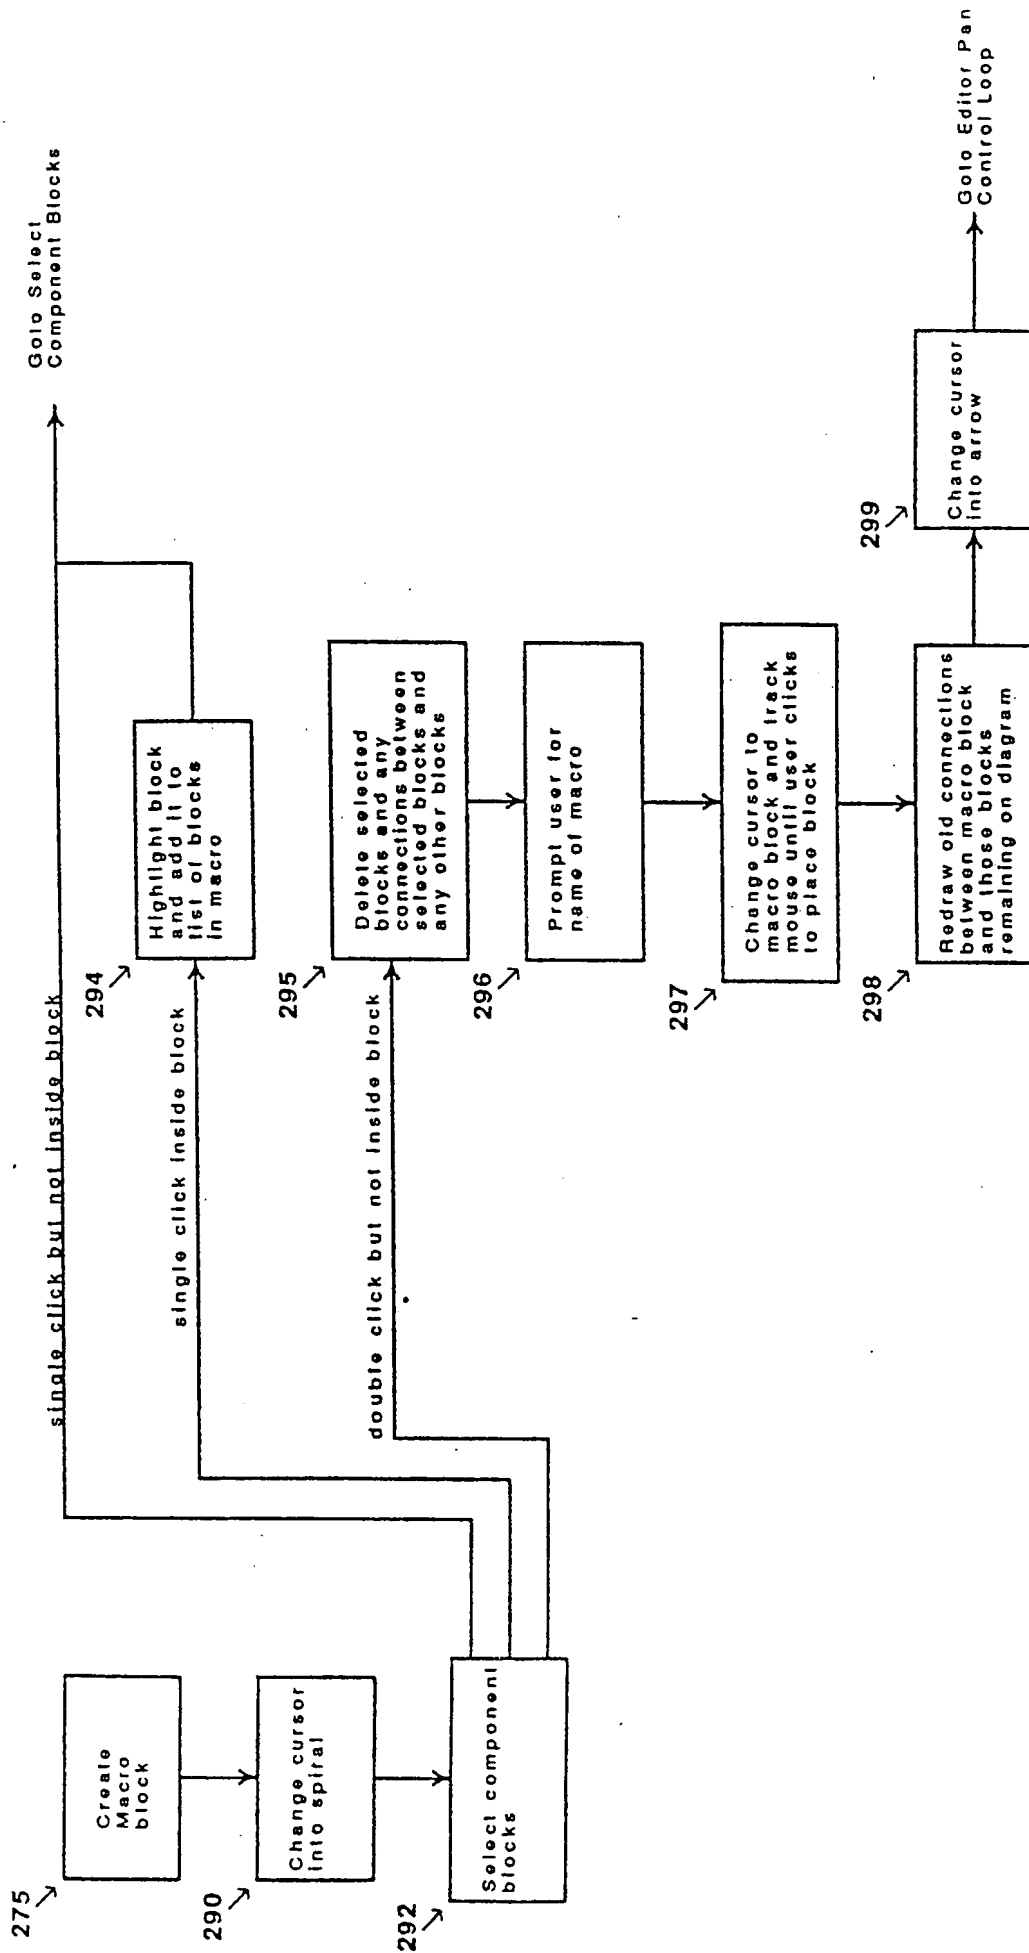 275
Create
Macro
block
290
Change cursor
into spiral
292
Select component
blocks
single click but not inside block
Goto Select
Component Blocks
single click inside block
294
Highlight block
and add it to
list of blocks
in macro
double click but not inside block
295
Delete selected
blocks and any
connections between
selected blocks and
any other blocks
296
Prompt user for
name of macro
297
Change cursor to
macro block and track
mouse until user clicks
to place block
298
Redraw old connections
between macro block
and those blocks
remaining on diagram
299
Change cursor
into arrow
Goto Editor Pan
Control Loop